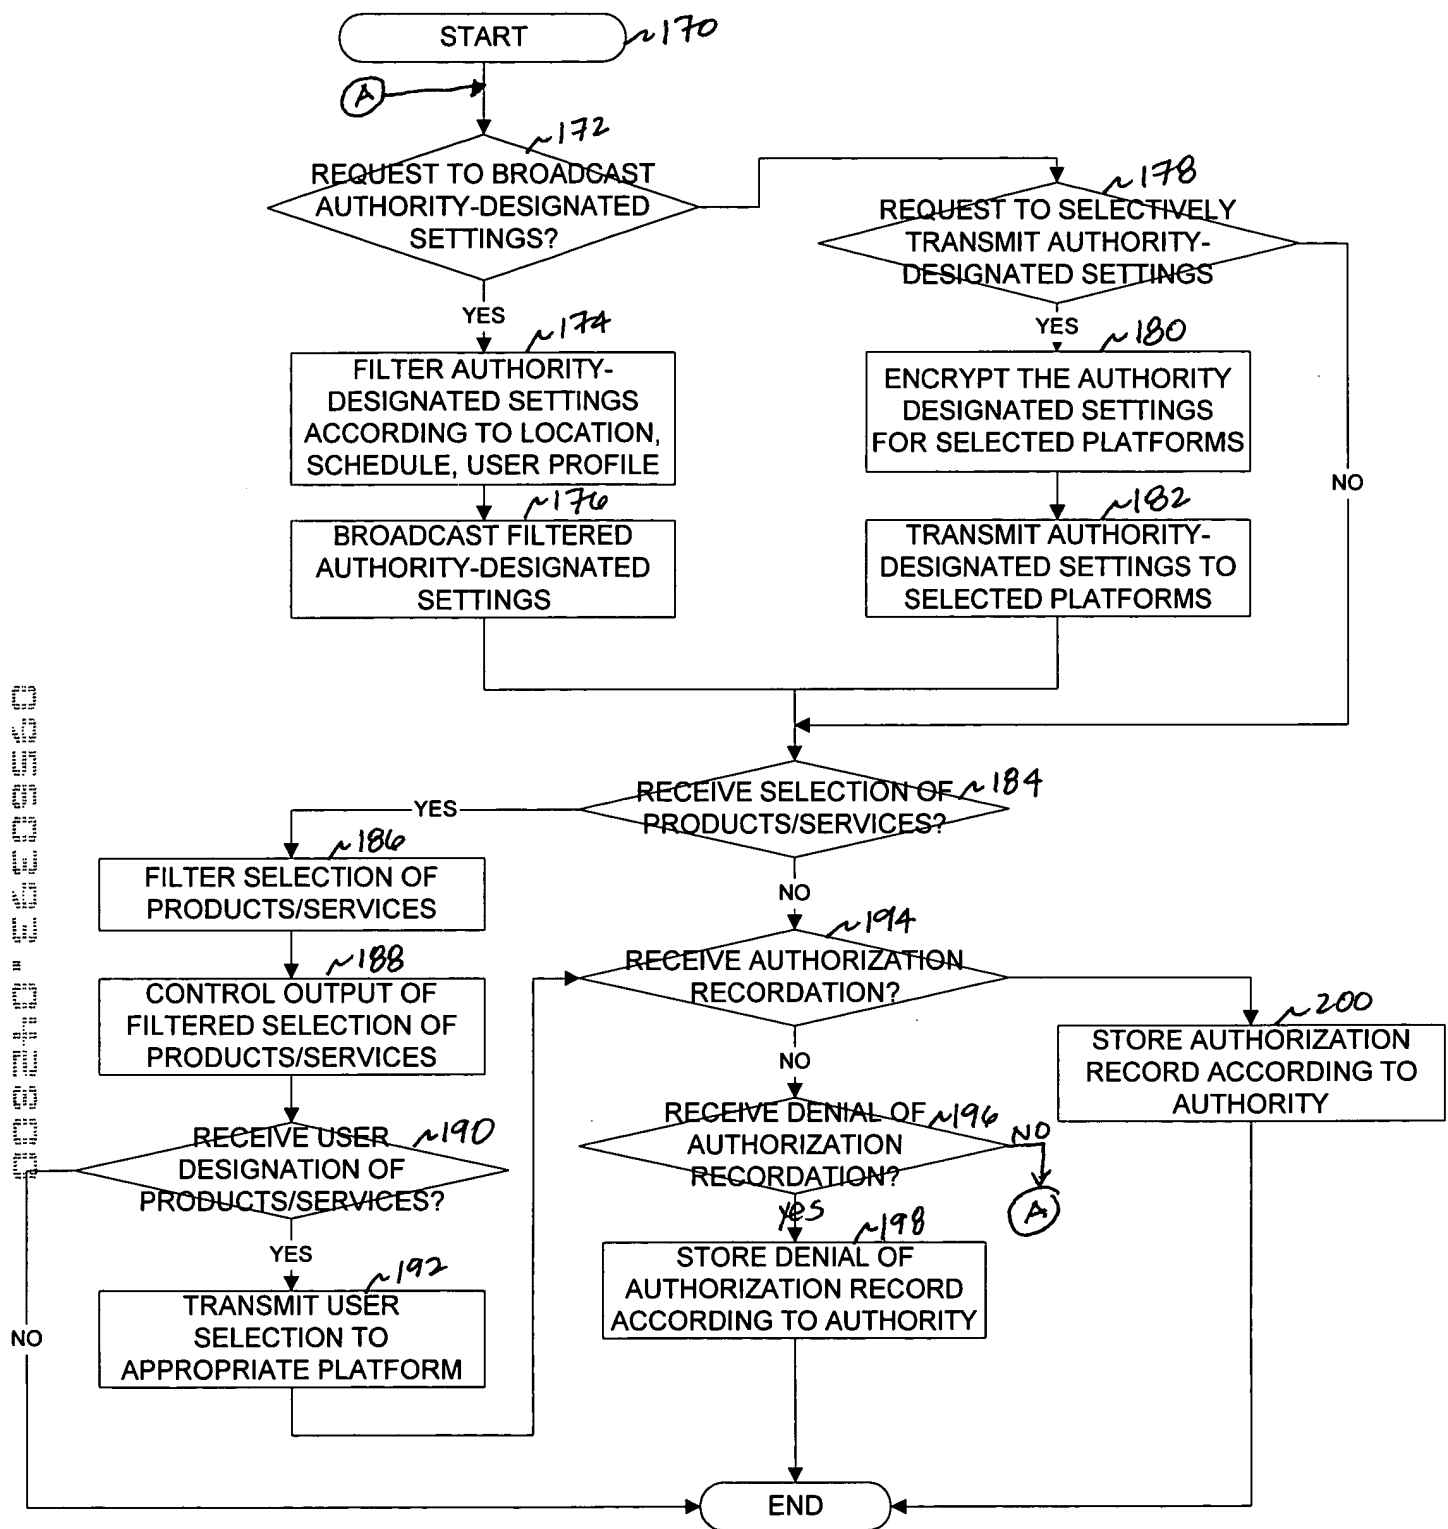 START
~170
A
~172
REQUEST TO BROADCAST
AUTHORITY-DESIGNATED
SETTINGS?
~178
REQUEST TO SELECTIVELY
TRANSMIT AUTHORITY-
DESIGNATED SETTINGS
YES
~174
FILTER AUTHORITY-
DESIGNATED SETTINGS
ACCORDING TO LOCATION,
SCHEDULE, USER PROFILE
YES
~180
ENCRYPT THE AUTHORITY
DESIGNATED SETTINGS
FOR SELECTED PLATFORMS
NO
~176
BROADCAST FILTERED
AUTHORITY-DESIGNATED
SETTINGS
~182
TRANSMIT AUTHORITY-
DESIGNATED SETTINGS TO
SELECTED PLATFORMS
09560393.042800
RECEIVE SELECTION OF
PRODUCTS/SERVICES?
~184
YES
~186
FILTER SELECTION OF
PRODUCTS/SERVICES
NO
~194
RECEIVE AUTHORIZATION
RECORDATION?
~188
CONTROL OUTPUT OF
FILTERED SELECTION OF
PRODUCTS/SERVICES
~200
STORE AUTHORIZATION
RECORD ACCORDING TO
AUTHORITY
NO
RECEIVE DENIAL OF
AUTHORIZATION
RECORDATION?
~196
NO
A
RECEIVE USER
DESIGNATION OF
PRODUCTS/SERVICES?
~190
yes
~198
STORE DENIAL OF
AUTHORIZATION RECORD
ACCORDING TO AUTHORITY
YES
~192
TRANSMIT USER
SELECTION TO
APPROPRIATE PLATFORM
NO
END